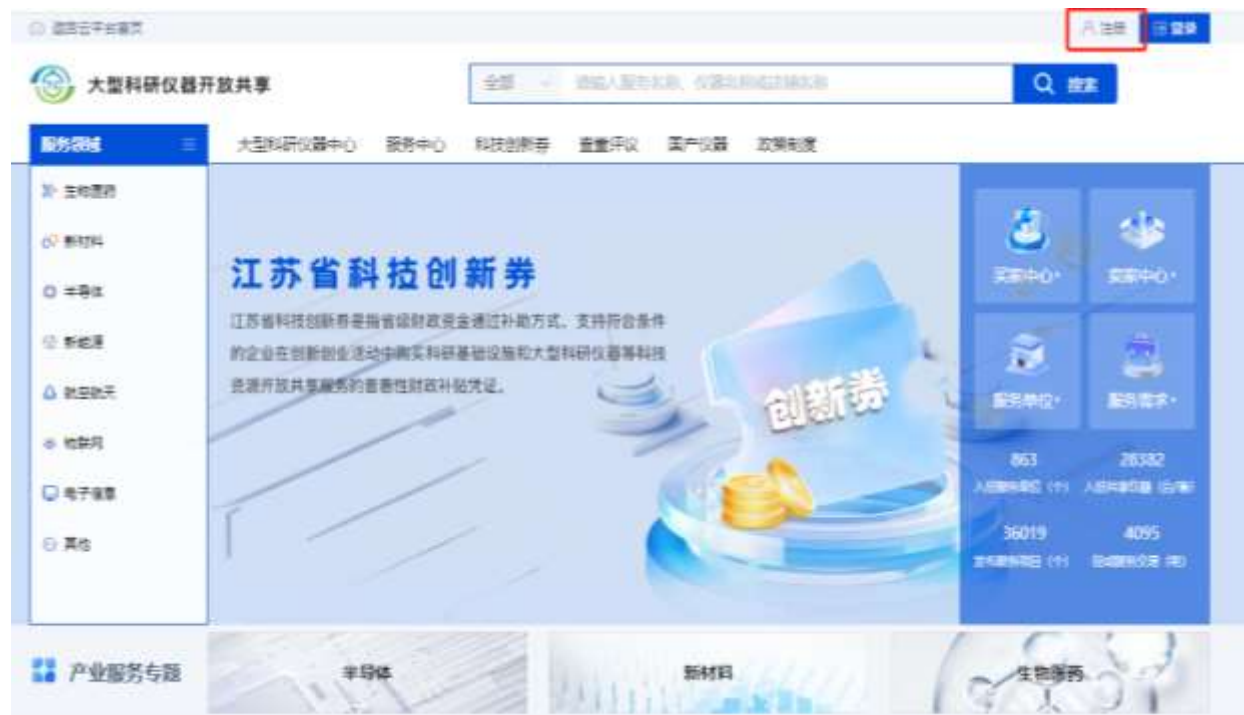 返回云平台首页
注册
登录
大型科研仪器开放共享
全部
搜索
服务领域
大型科研仪器中心 服务中心 科技创新券 查重评议 国产仪器 政策制度
生物医药
新材料
半导体
新能源
航空航天
物联网
电子信息
其他
江苏省科技创新券
江苏省科技创新券是指省级财政资金通过补助方式，支持符合条件
的企业在创新创业活动中购买科研基础设施和大型科研仪器等科技
资源开放共享服务的普惠性财政补贴凭证。
创新券
买家中心
卖家中心
服务单位
服务需求
863
28382
36019
4095
产业服务专题
半导体
新材料
生物医药